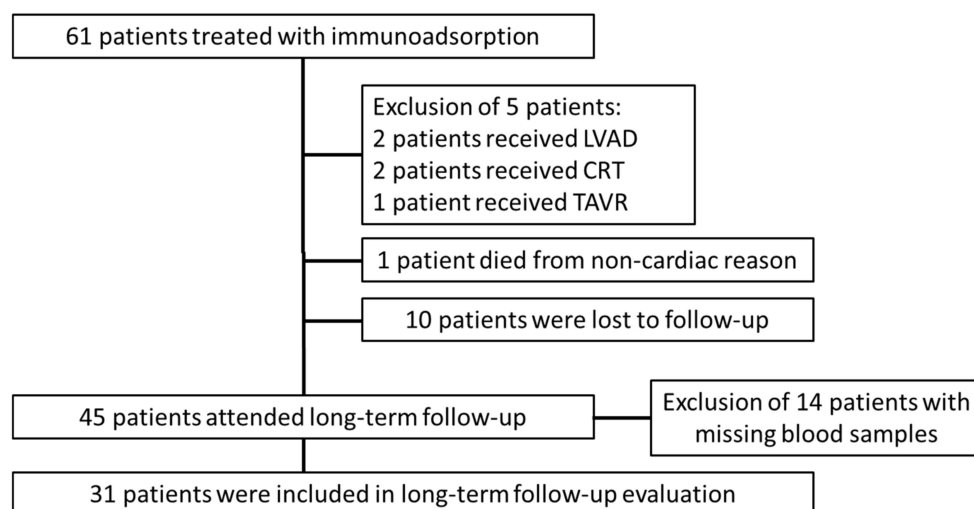 61 patients treated with immunoadsorption
Exclusion of 5 patients:
2 patients received LVAD
2 patients received CRT
1 patient received TAVR
1 patient died from non-cardiac reason
10 patients were lost to follow-up
45 patients attended long-term follow-up
Exclusion of 14 patients with
missing blood samples
31 patients were included in long-term follow-up evaluation